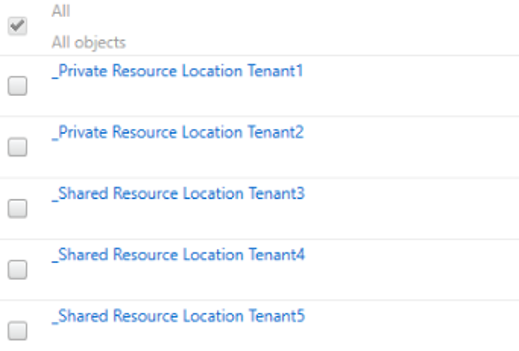 All
All objects
_Private Resource Location Tenant1
_Private Resource Location Tenant2
_Shared Resource Location Tenant3
_Shared Resource Location Tenant4
_Shared Resource Location Tenant5